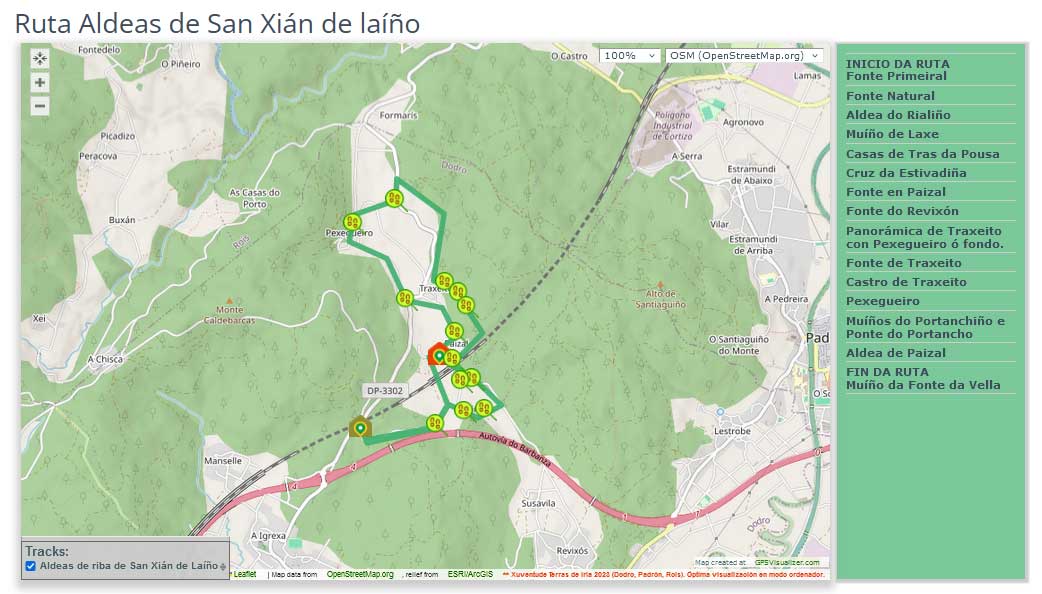 Ruta Aldeas de San Xián de laíño
Fontedelo
O Piñeiro
O Castro
100%
OSM (OpenStreetMap.org)
Lamas
Formarís
Polígono
Industrial
de Cortizo
Agronovo
Picadizo
Peracova
A Serra
Dodro
Estramundi
de Abaixo
As Casas do
Porto
Buxán
Rois
Pexegueiro
Vilar
Estramundi
de Arriba
Traxeito
Alto de
Santiaguiño
A Pedreira
Monte
Caldebarcas
Xei
A Chisca
Paizal
O Santiaguiño
do Monte
Pad
DP-3302
O Sc
Lestrobe
Autovía do Barbanza
Manselle
4
4
1
1
0
Susavila
Dodro
A Igrexa
Revixós
INICIO DA RUTA
Fonte Primeiral
Fonte Natural
Aldea do Rialiño
Muíño de Laxe
Casas de Tras da Pousa
Cruz da Estivadiña
Fonte en Paizal
Fonte do Revixón
Panorámica de Traxeito
con Pexegueiro ó fondo.
Fonte de Traxeito
Castro de Traxeito
Pexegueiro
Muíños do Portanchiño e
Ponte do Portancho
Aldea de Paizal
FIN DA RUTA
Muíño da Fonte da Vella
Tracks:
Aldeas de riba de San Xián de Laíño
Map created at GPSVisualizer.com
Leaflet | Map data from OpenStreetMap.org, relief from ESRI/ArcGIS ** Xuventude Terras de Iria 2023 (Dodro, Padrón, Rois). Óptima visualización en modo ordenador.